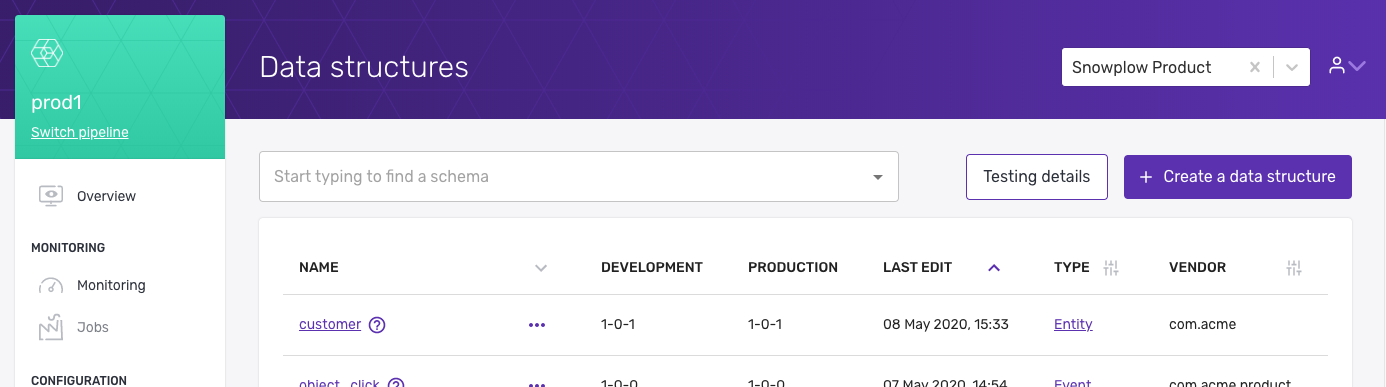 prod1
Switch pipeline
Data structures
Snowplow Product
Overview
MONITORING
Monitoring
Jobs
CONFIGURATION
Start typing to find a schema
Testing details
+ Create a data structure
NAME DEVELOPMENT PRODUCTION LAST EDIT TYPE VENDOR
customer ? ••• 1-0-1 1-0-1 08 May 2020, 15:33 Entity com.acme
object_click ? ••• 1-0-0 1-0-0 07 May 2020, 14:54 Event com.acme.product